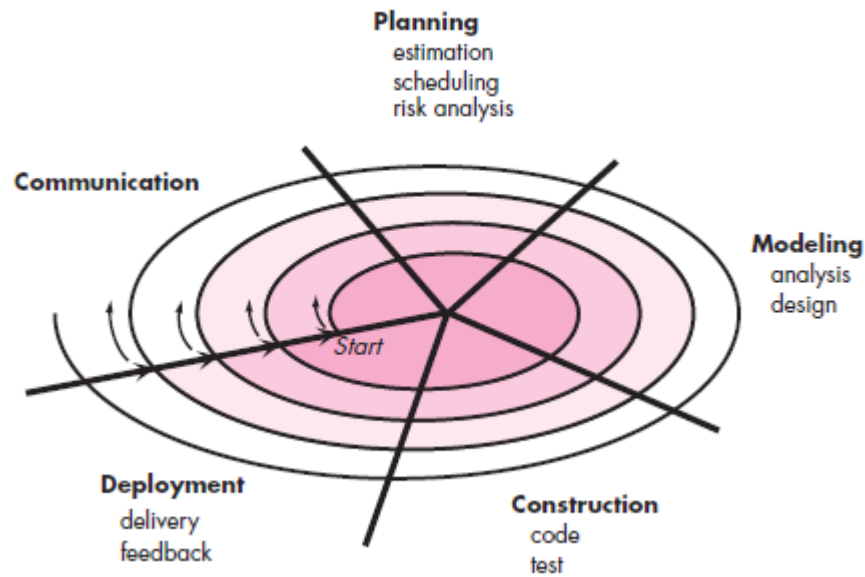 Planning
estimation
scheduling
risk analysis
Communication
Modeling
analysis
design
Start
Deployment
delivery
feedback
Construction
code
test